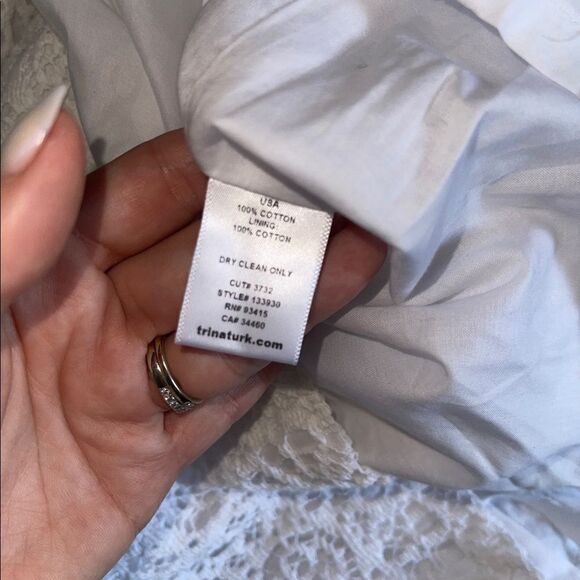 USA
100% COTTON
LINING:
100% COTTON
DRY CLEAN ONLY
CUT# 3732
STYLE# 133930
RN# 93415
CA# 34460
trinaturk.com